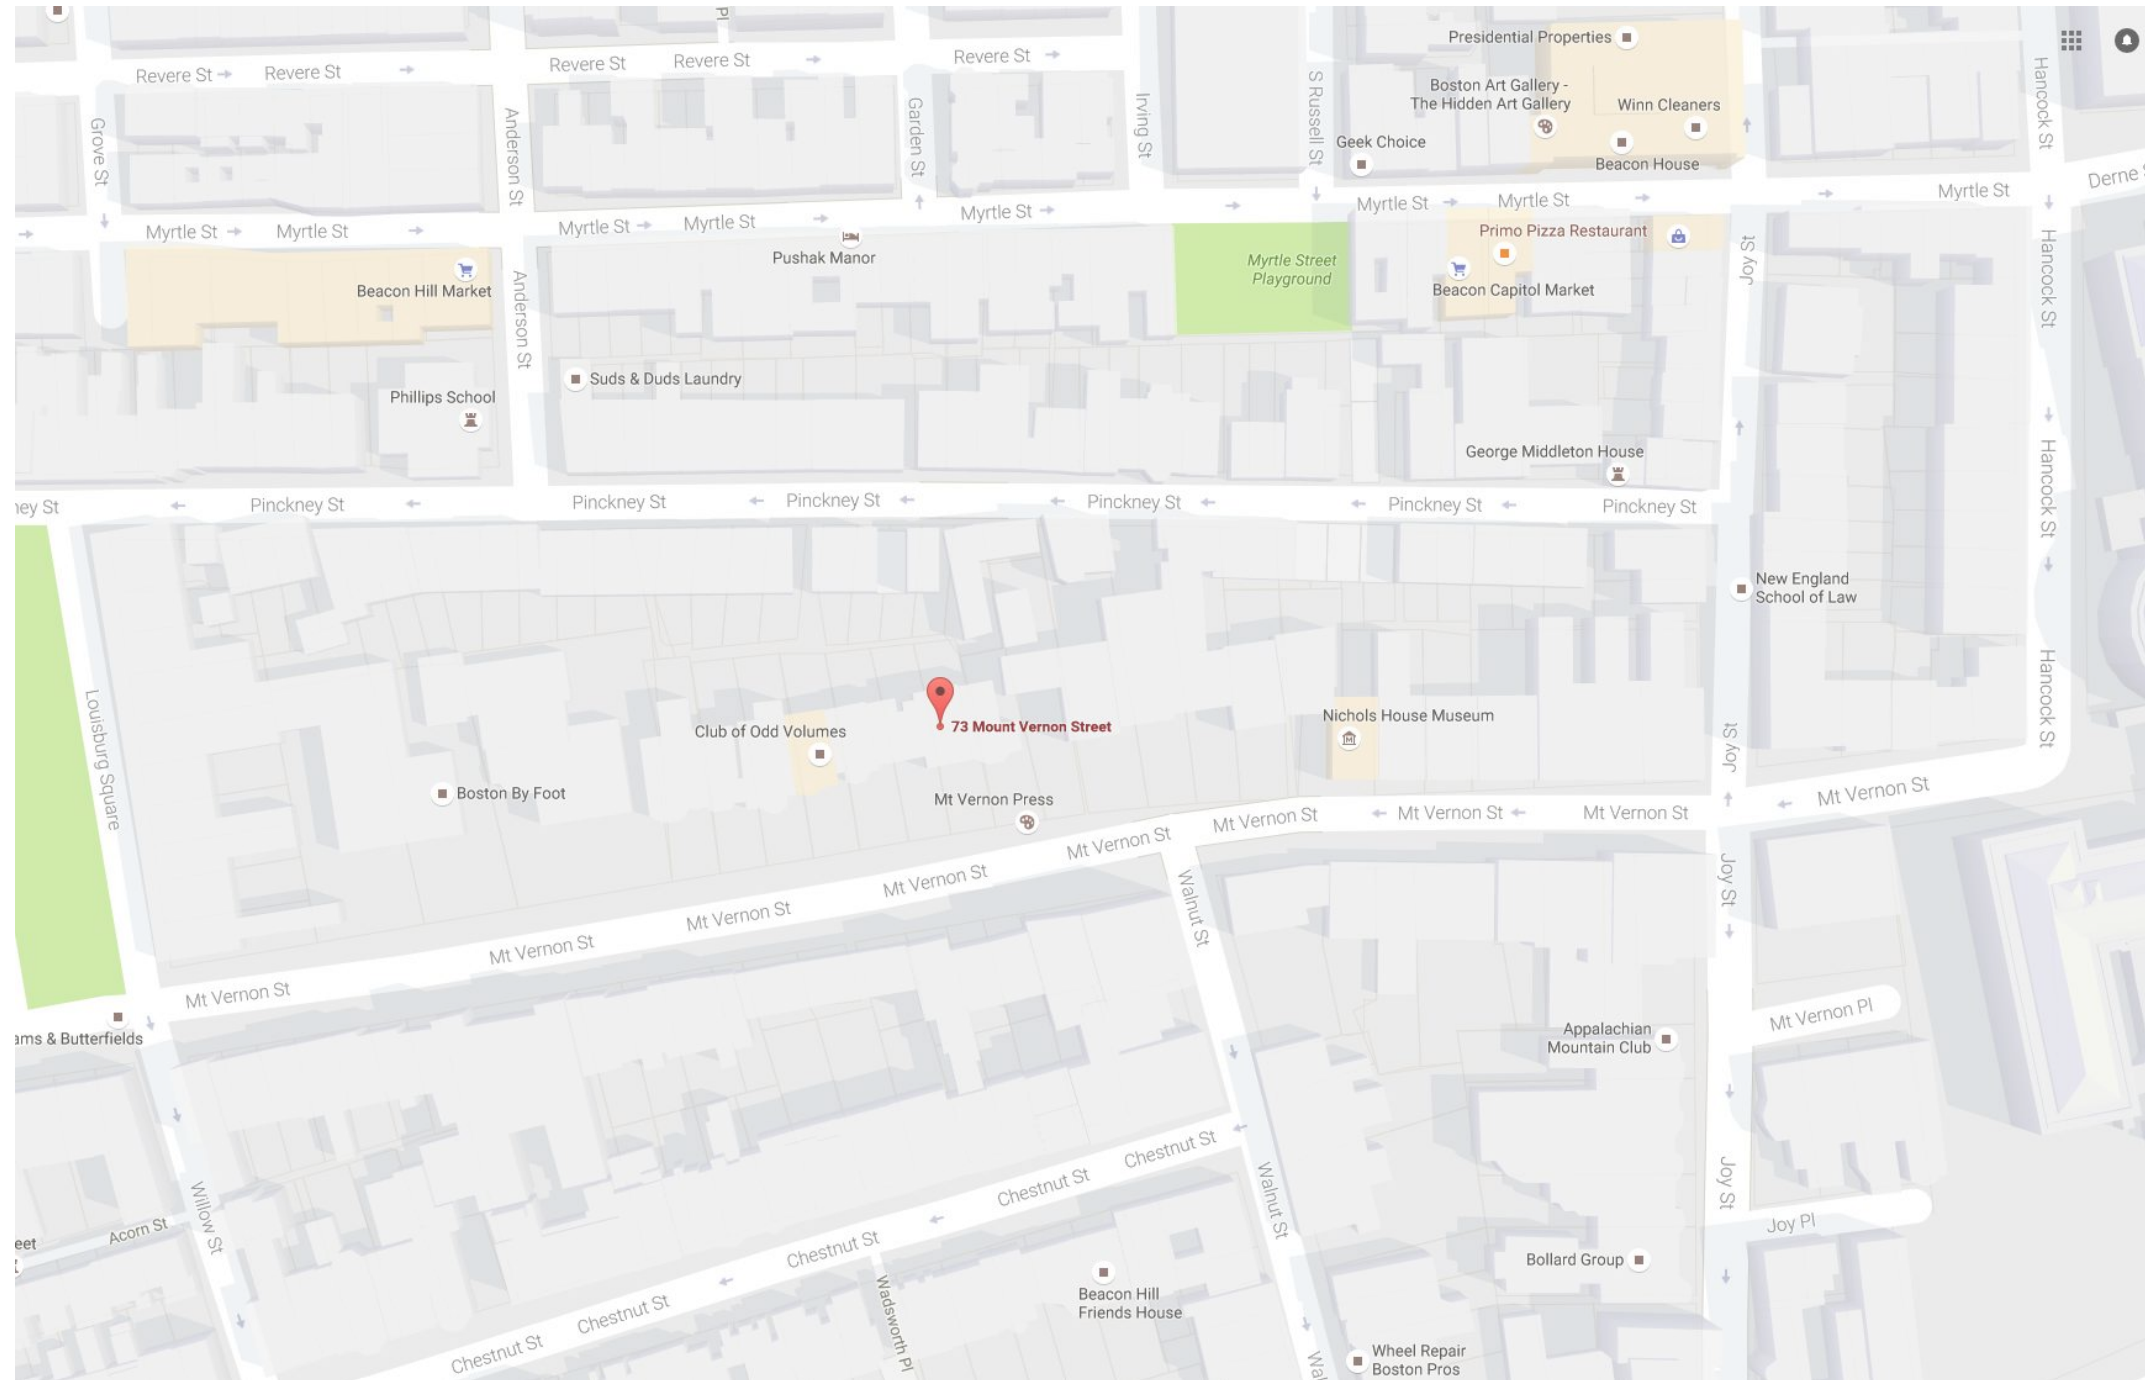 Pl
Revere St
Revere St
Revere St
Revere St
Revere St
Presidential Properties
Boston Art Gallery -
The Hidden Art Gallery
Winn Cleaners
Geek Choice
Beacon House
Grove St
Anderson St
Garden St
Irving St
S Russell St
Hancock St
Derne
Myrtle St
Myrtle St
Myrtle St
Myrtle St
Myrtle St
Myrtle St
Myrtle St
Myrtle St
Primo Pizza Restaurant
Pushak Manor
Myrtle Street
Playground
Joy St
Hancock St
Beacon Hill Market
Beacon Capitol Market
Anderson St
Suds & Duds Laundry
Phillips School
George Middleton House
Hancock St
ney St
Pinckney St
Pinckney St
Pinckney St
Pinckney St
Pinckney St
Pinckney St
New England
School of Law
Hancock St
Louisburg Square
Club of Odd Volumes
73 Mount Vernon Street
Nichols House Museum
Joy St
Boston By Foot
Mt Vernon Press
Mt Vernon St
Mt Vernon St
Mt Vernon St
Mt Vernon St
Mt Vernon St
Mt Vernon St
Mt Vernon St
Mt Vernon St
Mt Vernon St
Walnut St
Joy St
ams & Butterfields
Mt Vernon Pl
Appalachian
Mountain Club
Chestnut St
Chestnut St
Chestnut St
Chestnut St
Chestnut St
Willow St
Acorn St
eet
Walnut St
Joy St
Joy Pl
Bollard Group
Wadsworth Pl
Beacon Hill
Friends House
Wheel Repair
Boston Pros
Wal